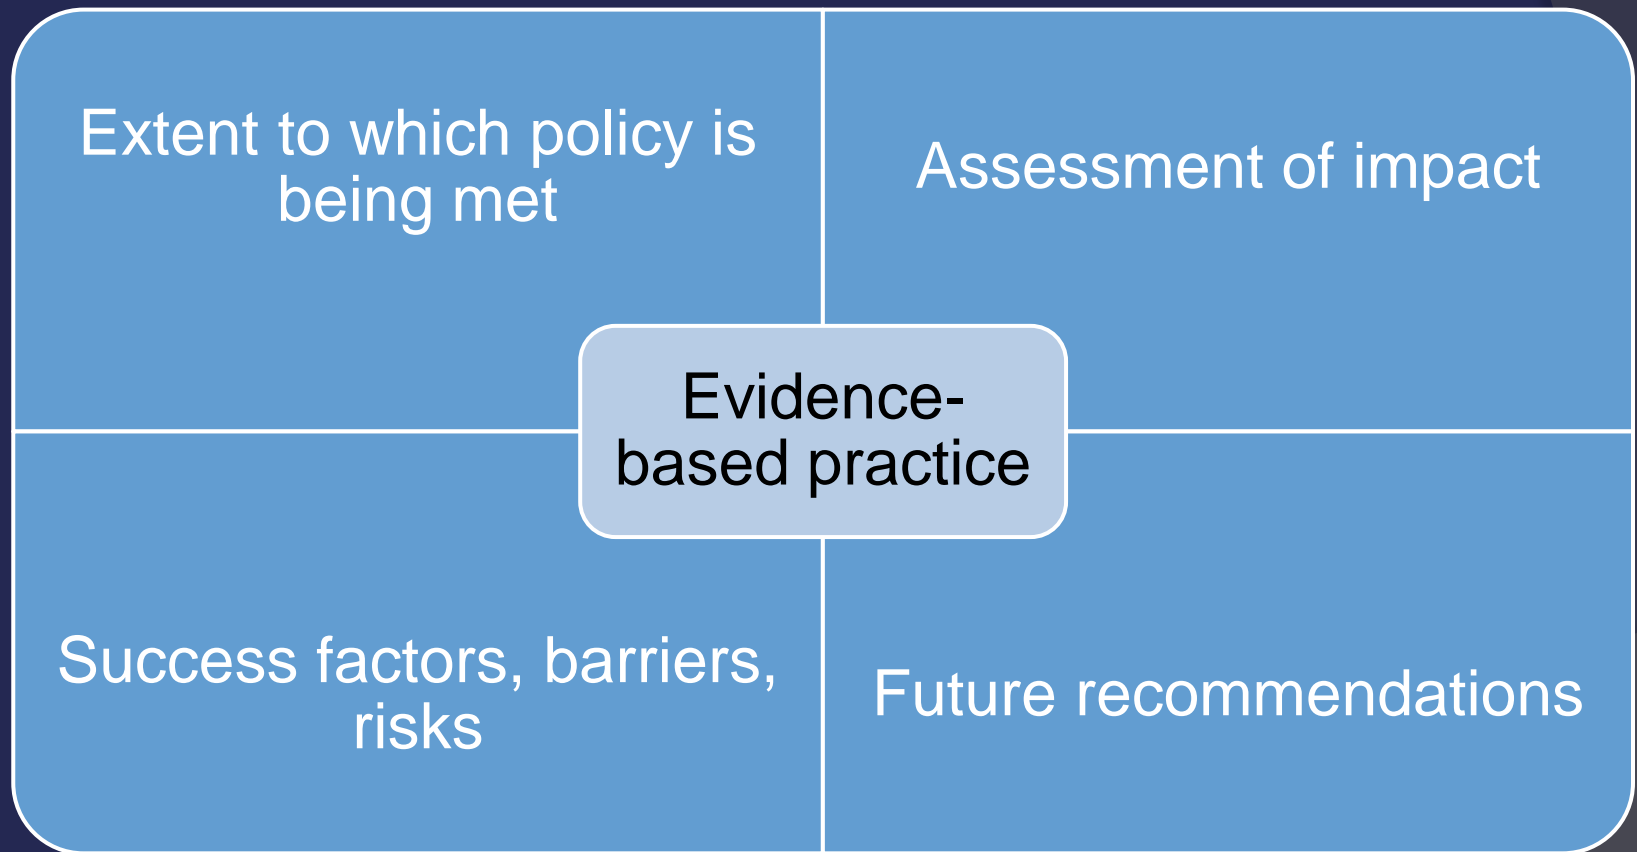 Extent to which policy is
being met
Assessment of impact
Evidence-
based practice
Success factors, barriers,
risks
Future recommendations